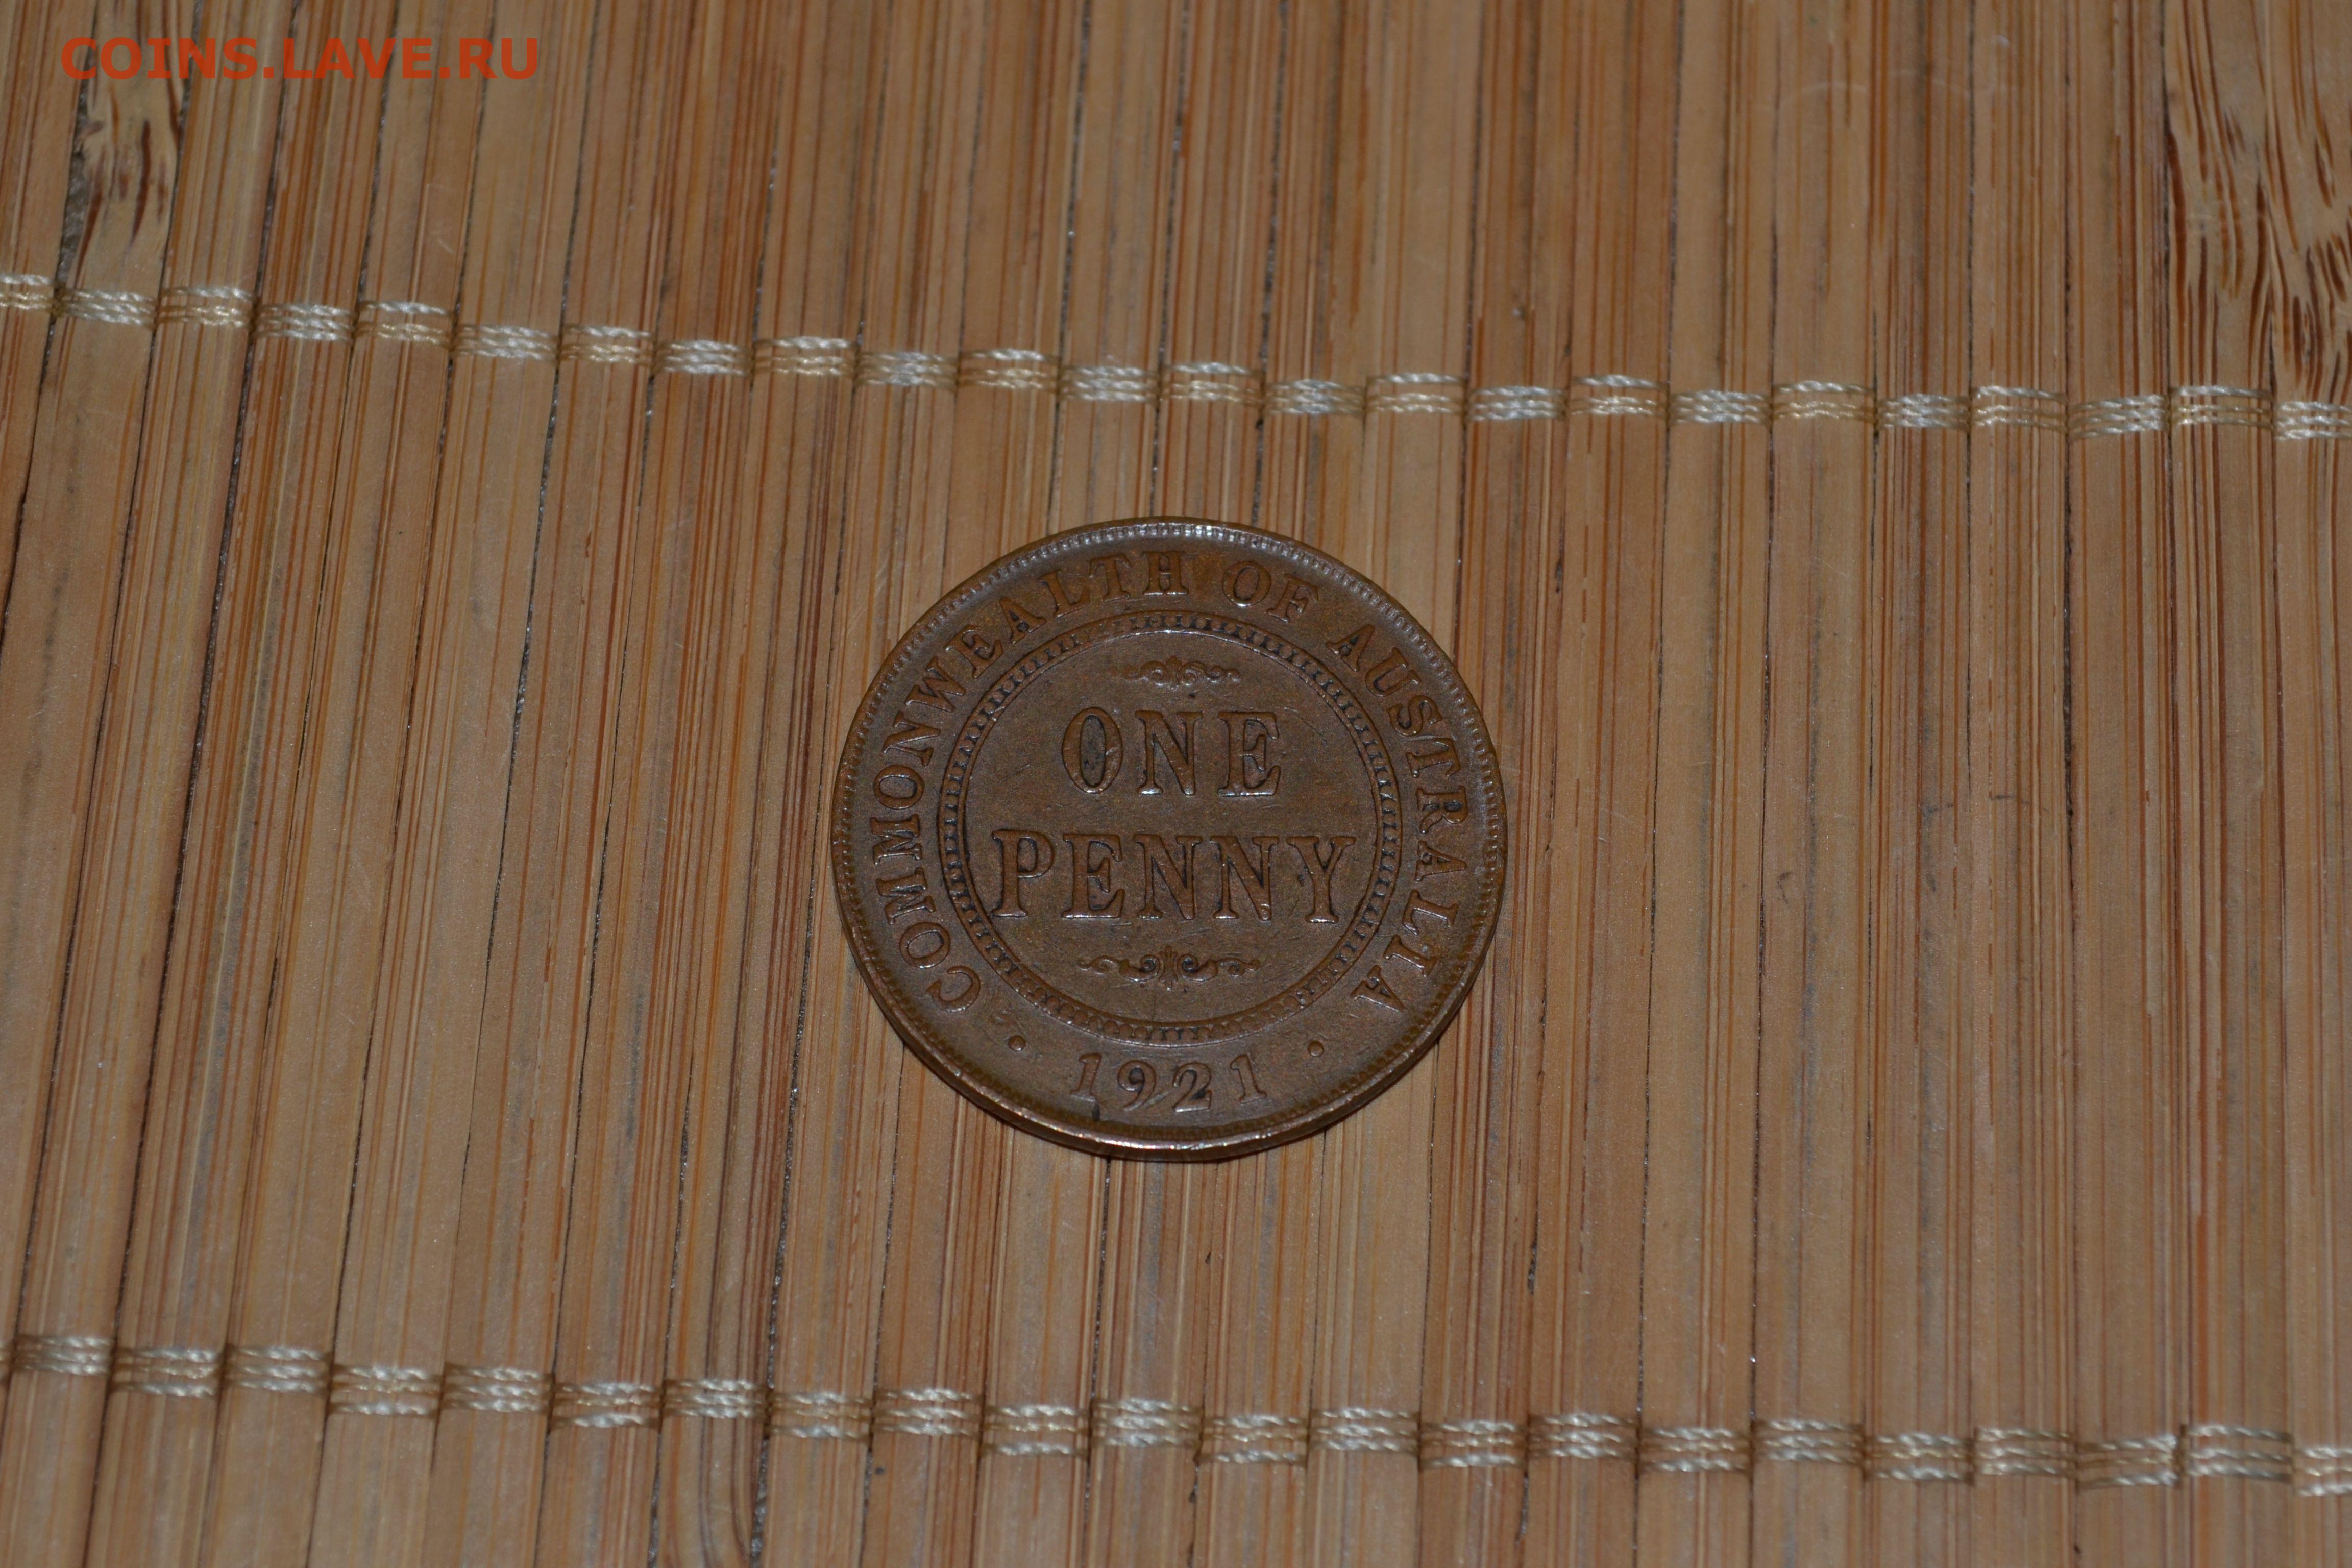 COINS.LAVE.RU
COMMONWEALTH OF AUSTRALIA
ONE
PENNY
· 1921 ·